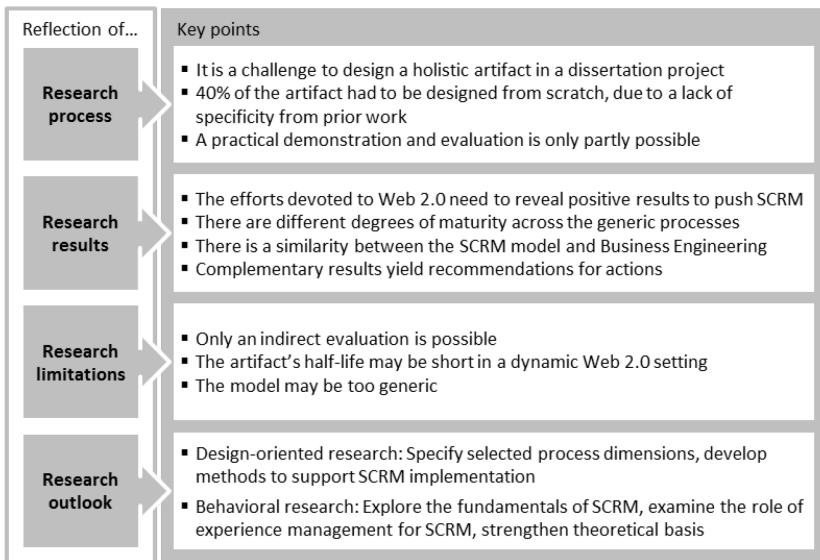 Reflection of…
Key points
Research
process
▪ It is a challenge to design a holistic artifact in a dissertation project
▪ 40% of the artifact had to be designed from scratch, due to a lack of
specificity from prior work
▪ A practical demonstration and evaluation is only partly possible
Research
results
▪ The efforts devoted to Web 2.0 need to reveal positive results to push SCRM
▪ There are different degrees of maturity across the generic processes
▪ There is a similarity between the SCRM model and Business Engineering
▪ Complementary results yield recommendations for actions
Research
limitations
▪ Only an indirect evaluation is possible
▪ The artifact’s half-life may be short in a dynamic Web 2.0 setting
▪ The model may be too generic
Research
outlook
▪ Design-oriented research: Specify selected process dimensions, develop
methods to support SCRM implementation
▪ Behavioral research: Explore the fundamentals of SCRM, examine the role of
experience management for SCRM, strengthen theoretical basis